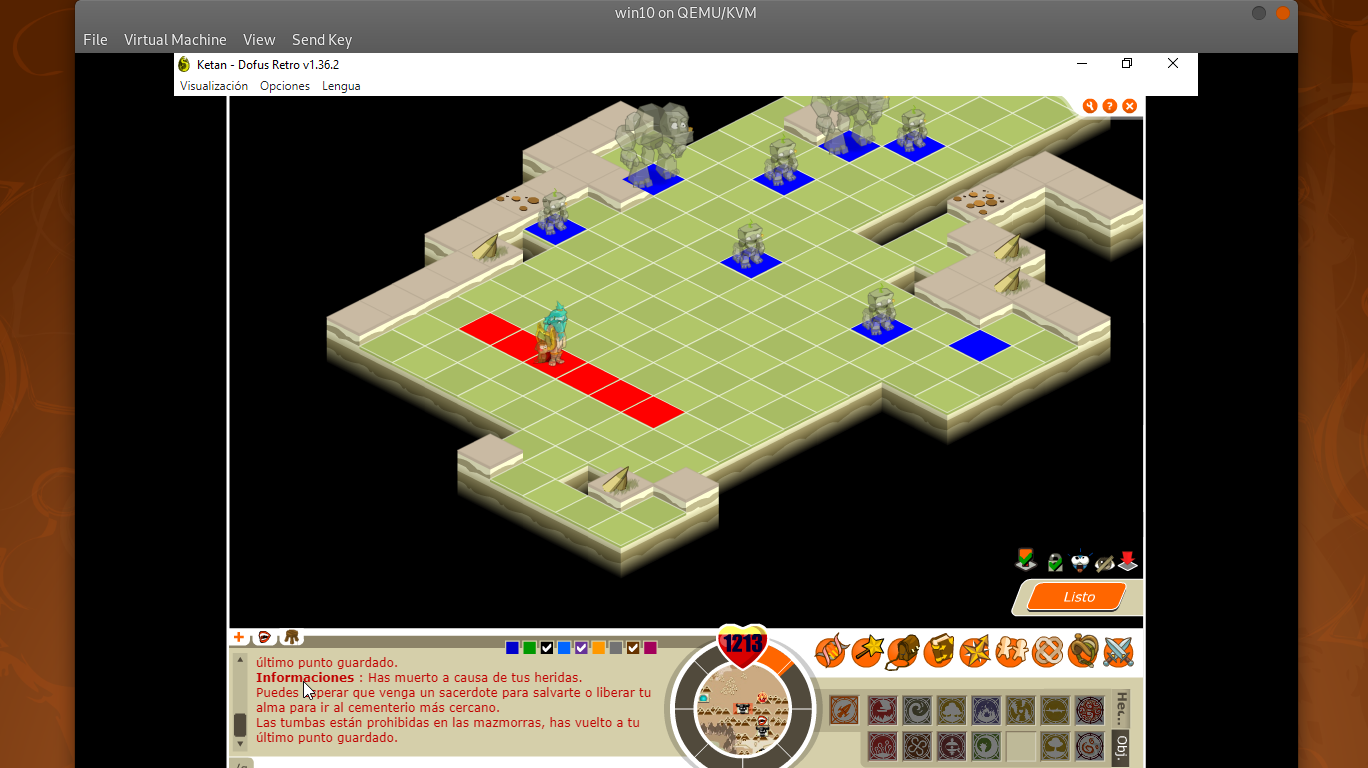 win10 on QEMU/KVM
File Virtual Machine View Send Key
Ketan - Dofus Retro v1.36.2
Visualización Opciones Lengua
Listo
1213
último punto guardado.
Informaciones : Has muerto a causa de tus heridas.
Puedes esperar que venga un sacerdote para salvarte o liberar tu
alma para ir al cementerio más cercano.
Las tumbas están prohibidas en las mazmorras, has vuelto a tu
último punto guardado.
Hec..
Obj.